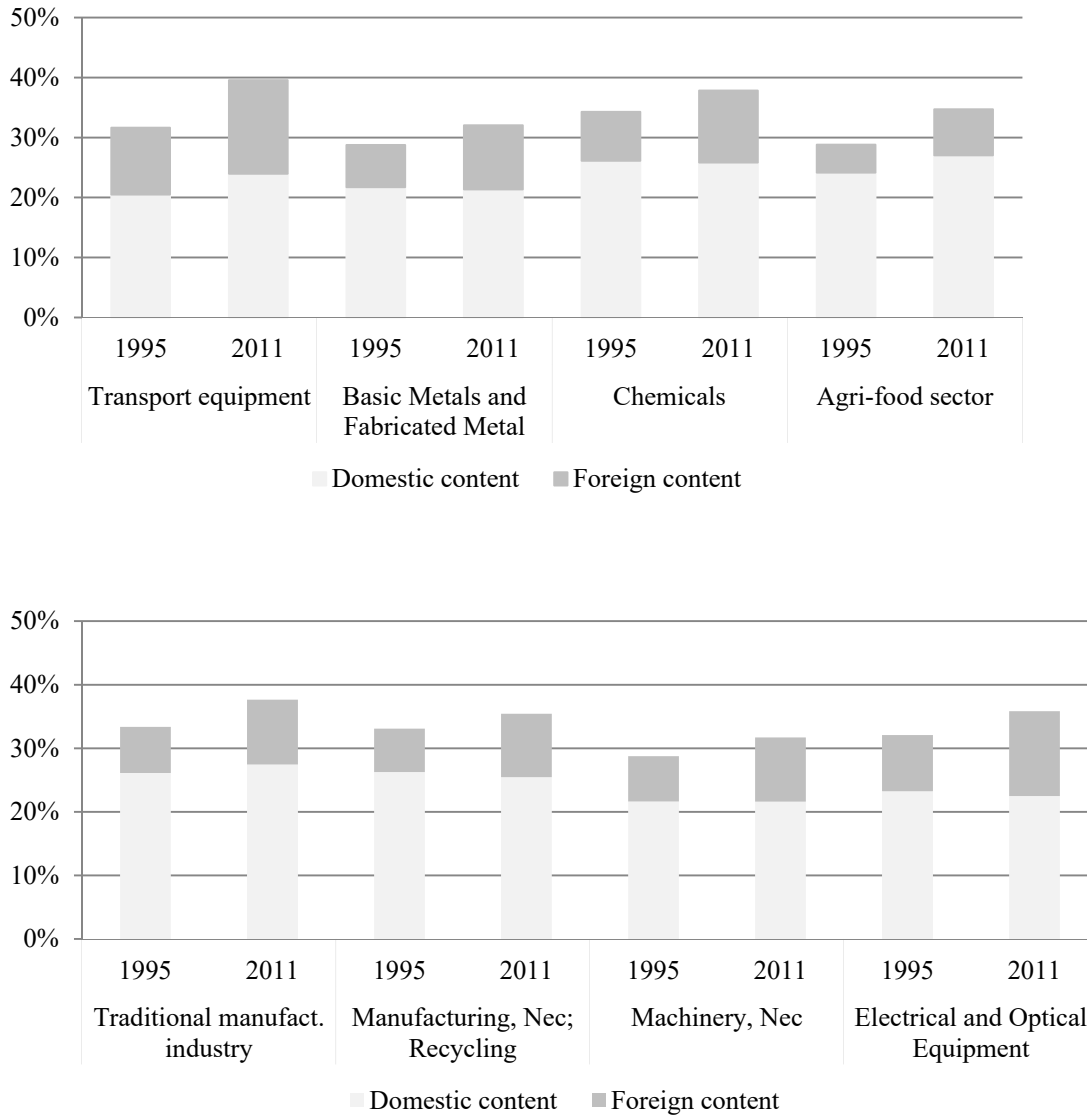 50%
40%
30%
20%
10%
0%
1995 2011 1995 2011 1995 2011 1995 2011
Transport equipment Basic Metals and Chemicals Agri-food sector
Fabricated Metal
Domestic content Foreign content
50%
40%
30%
20%
10%
0%
1995 2011 1995 2011 1995 2011 1995 2011
Traditional manufact. Manufacturing, Nec; Machinery, Nec Electrical and Optical
industry Recycling Equipment
Domestic content Foreign content